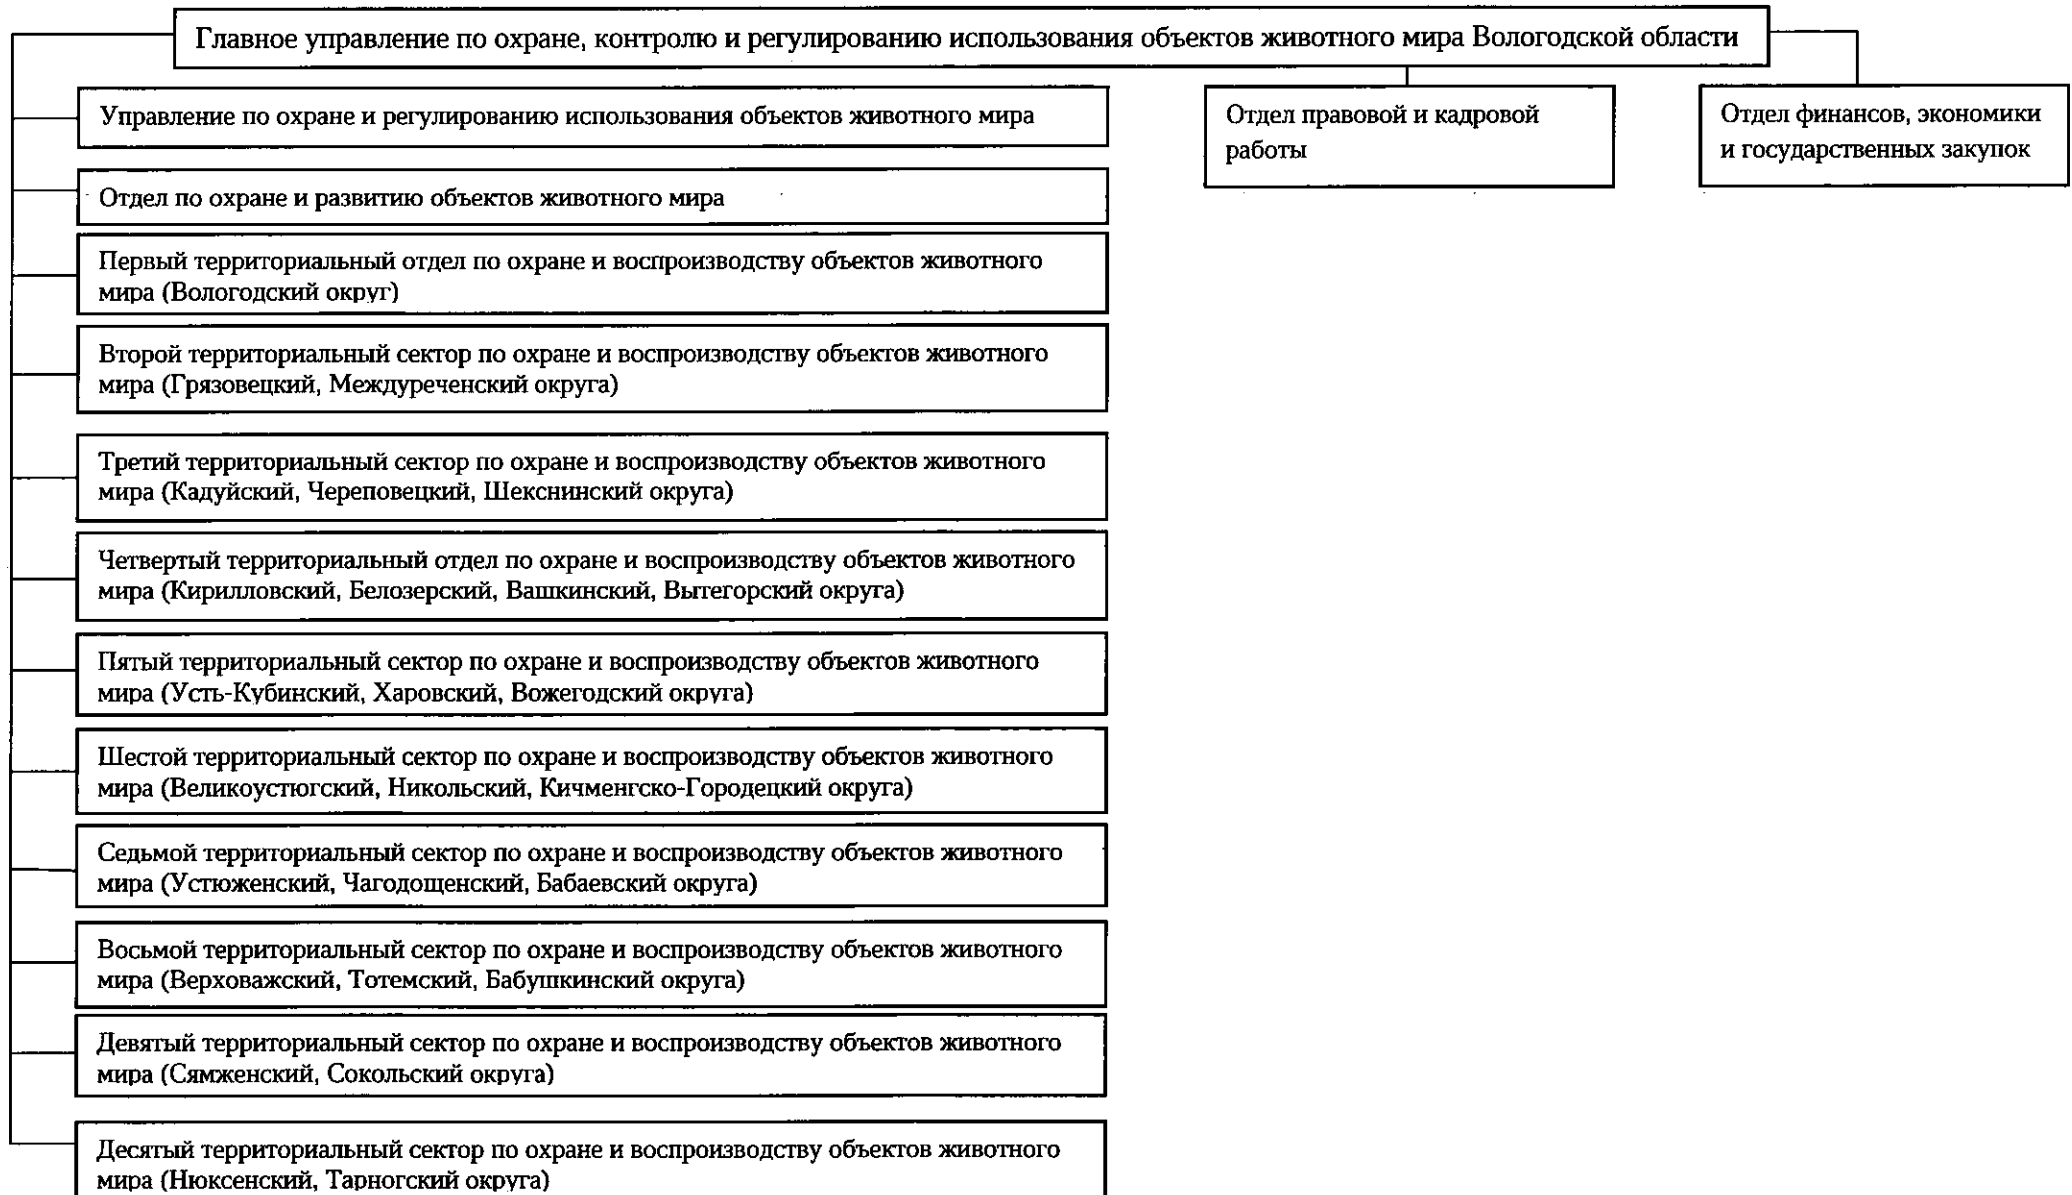 Главное управление по охране, контролю и регулированию использования объектов животного мира Вологодской области
Управление по охране и регулированию использования объектов животного мира
Отдел правовой и кадровой
работы
Отдел финансов, экономики
и государственных закупок
Отдел по охране и развитию объектов животного мира
Первый территориальный отдел по охране и воспроизводству объектов животного
мира (Вологодский округ)
Второй территориальный сектор по охране и воспроизводству объектов животного
мира (Грязовецкий, Междуреченский округа)
Третий территориальный сектор по охране и воспроизводству объектов животного
мира (Кадуйский, Череповецкий, Шекснинский округа)
Четвертый территориальный отдел по охране и воспроизводству объектов животного
мира (Кирилловский, Белозерский, Вашкинский, Вытегорский округа)
Пятый территориальный сектор по охране и воспроизводству объектов животного
мира (Усть-Кубинский, Харовский, Вожегодский округа)
Шестой территориальный сектор по охране и воспроизводству объектов животного
мира (Великоустюгский, Никольский, Кичменгско-Городецкий округа)
Седьмой территориальный сектор по охране и воспроизводству объектов животного
мира (Устюженский, Чагодощенский, Бабаевский округа)
Восьмой территориальный сектор по охране и воспроизводству объектов животного
мира (Верховажский, Тотемский, Бабушкинский округа)
Девятый территориальный сектор по охране и воспроизводству объектов животного
мира (Сямженский, Сокольский округа)
Десятый территориальный сектор по охране и воспроизводству объектов животного
мира (Нюксенский, Тарногский округа)